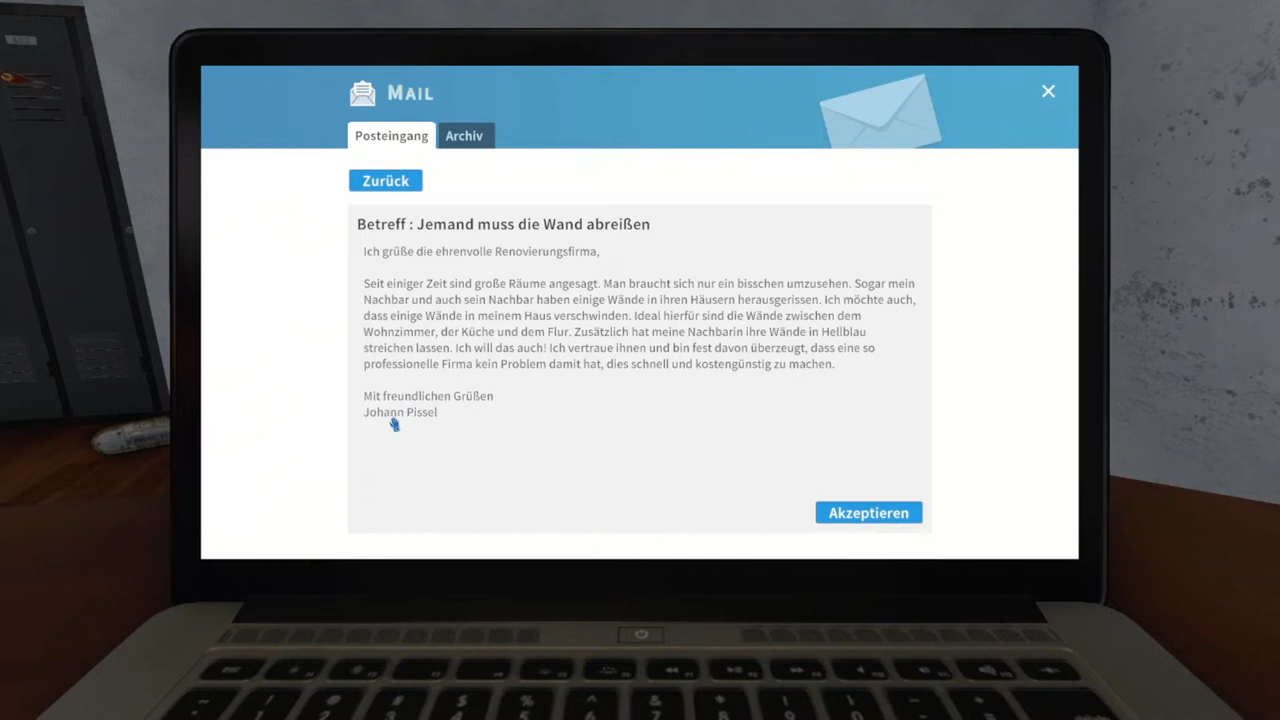 Mail
Posteingang
Archiv
Zurück
Betreff : Jemand muss die Wand abreißen
Ich grüße die ehrenvolle Renovierungsfirma,
Seit einiger Zeit sind große Räume angesagt. Man braucht sich nur ein bisschen umzusehen. Sogar mein
Nachbar und auch sein Nachbar haben einige Wände in ihren Häusern herausgerissen. Ich möchte auch,
dass einige Wände in meinem Haus verschwinden. Ideal hierfür sind die Wände zwischen dem
Wohnzimmer, der Küche und dem Flur. Zusätzlich hat meine Nachbarin ihre Wände in Hellblau
streichen lassen. Ich will das auch! Ich vertraue ihnen und bin fest davon überzeugt, dass eine so
professionelle Firma kein Problem damit hat, dies schnell und kostengünstig zu machen.
Mit freundlichen Grüßen
Johann Pissel
Akzeptieren